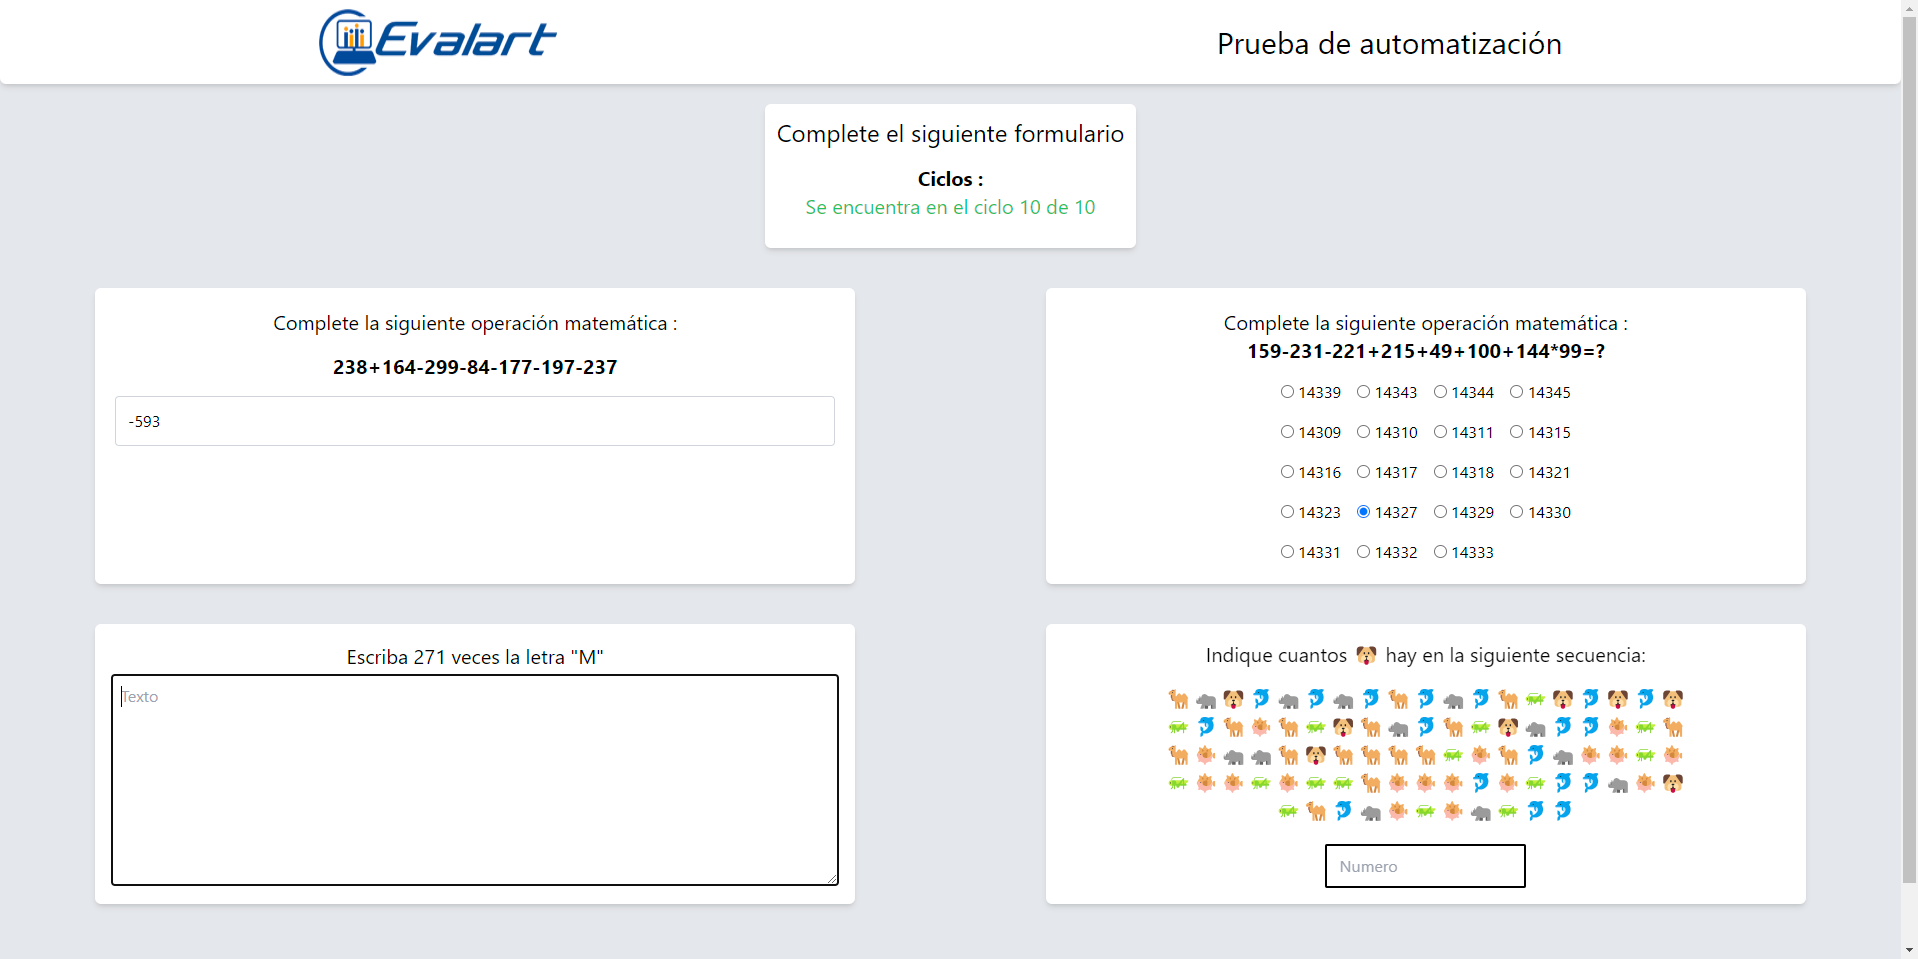 Evalart
Prueba de automatización
Complete el siguiente formulario
Ciclos :
Se encuentra en el ciclo 10 de 10
Complete la siguiente operación matemática :
238+164-299-84-177-197-237
-593
Complete la siguiente operación matemática :
159-231-221+215+49+100+144*99=?
14339 14343 14344 14345
14309 14310 14311 14315
14316 14317 14318 14321
14323 14327 14329 14330
14331 14332 14333
Escriba 271 veces la letra "M"
Texto
Indique cuantos 🐶 hay en la siguiente secuencia:
Numero